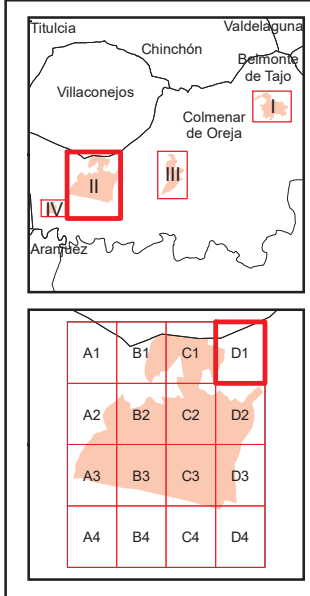 Titulcia
Valdelaguna
Chinchón
Belmonte
de Tajo
Villaconejos
I
Colmenar
de Oreja
II
III
IV
Aranjuez
A1 B1 C1 D1
A2 B2 C2 D2
A3 B3 C3 D3
A4 B4 C4 D4